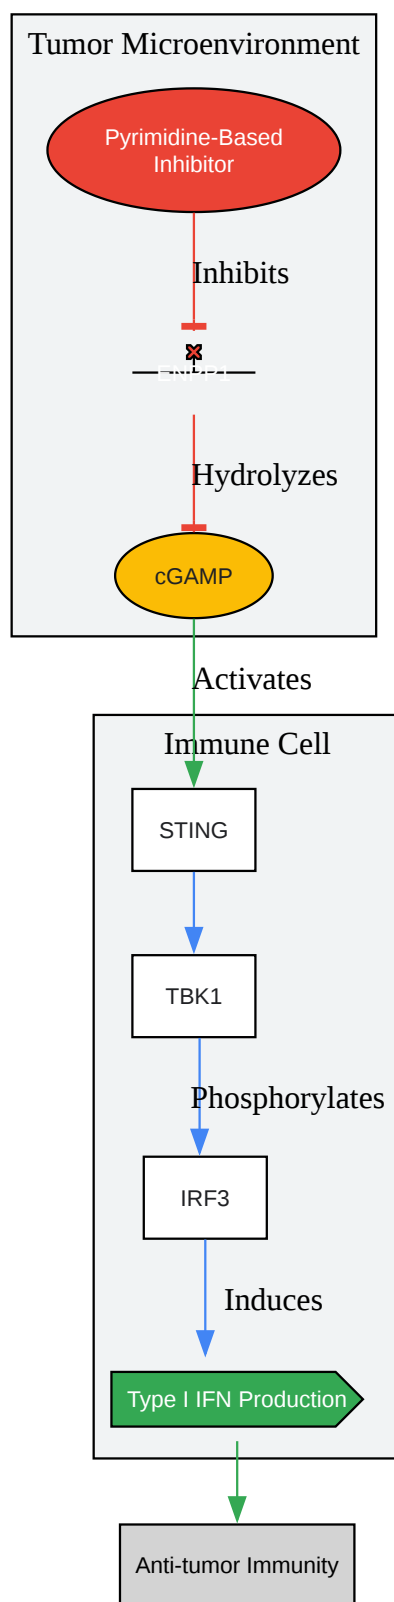 Tumor Microenvironment
Pyrimidine-Based
Inhibitor
Inhibits
ENPP1
Hydrolyzes
cGAMP
Activates
Immune Cell
STING
TBK1
Phosphorylates
IRF3
Induces
Type I IFN Production
Anti-tumor Immunity